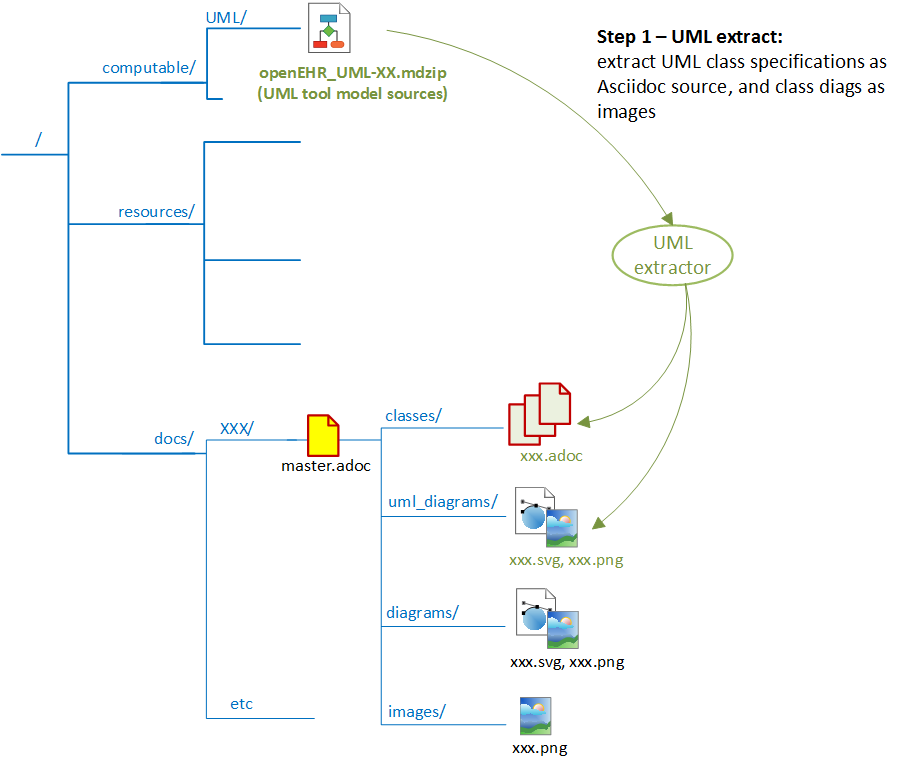 UML/
Step 1 – UML extract:
extract UML class specifications as
Asciidoc source, and class diags as
images
computable/
openEHR_UML-XX.mdzip
(UML tool model sources)
/
resources/
UML
extractor
classes/
XXX/
docs/
master.adoc
xxx.adoc
uml_diagrams/
xxx.svg, xxx.png
diagrams/
xxx.svg, xxx.png
etc
images/
xxx.png